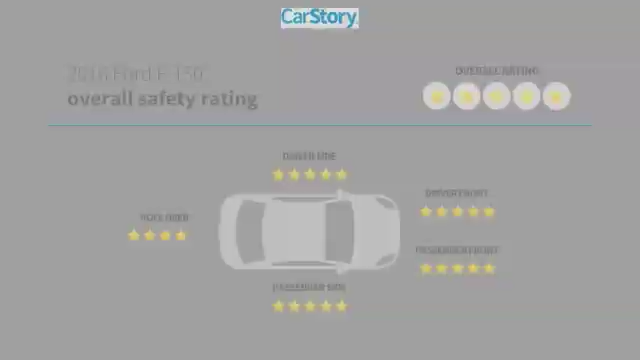 CarStory
2016 Ford F-150
overall safety rating
OVERALL RATING
DRIVER SIDE
DRIVER FRONT
ROLLOVER
PASSENGER FRONT
PASSENGER SIDE